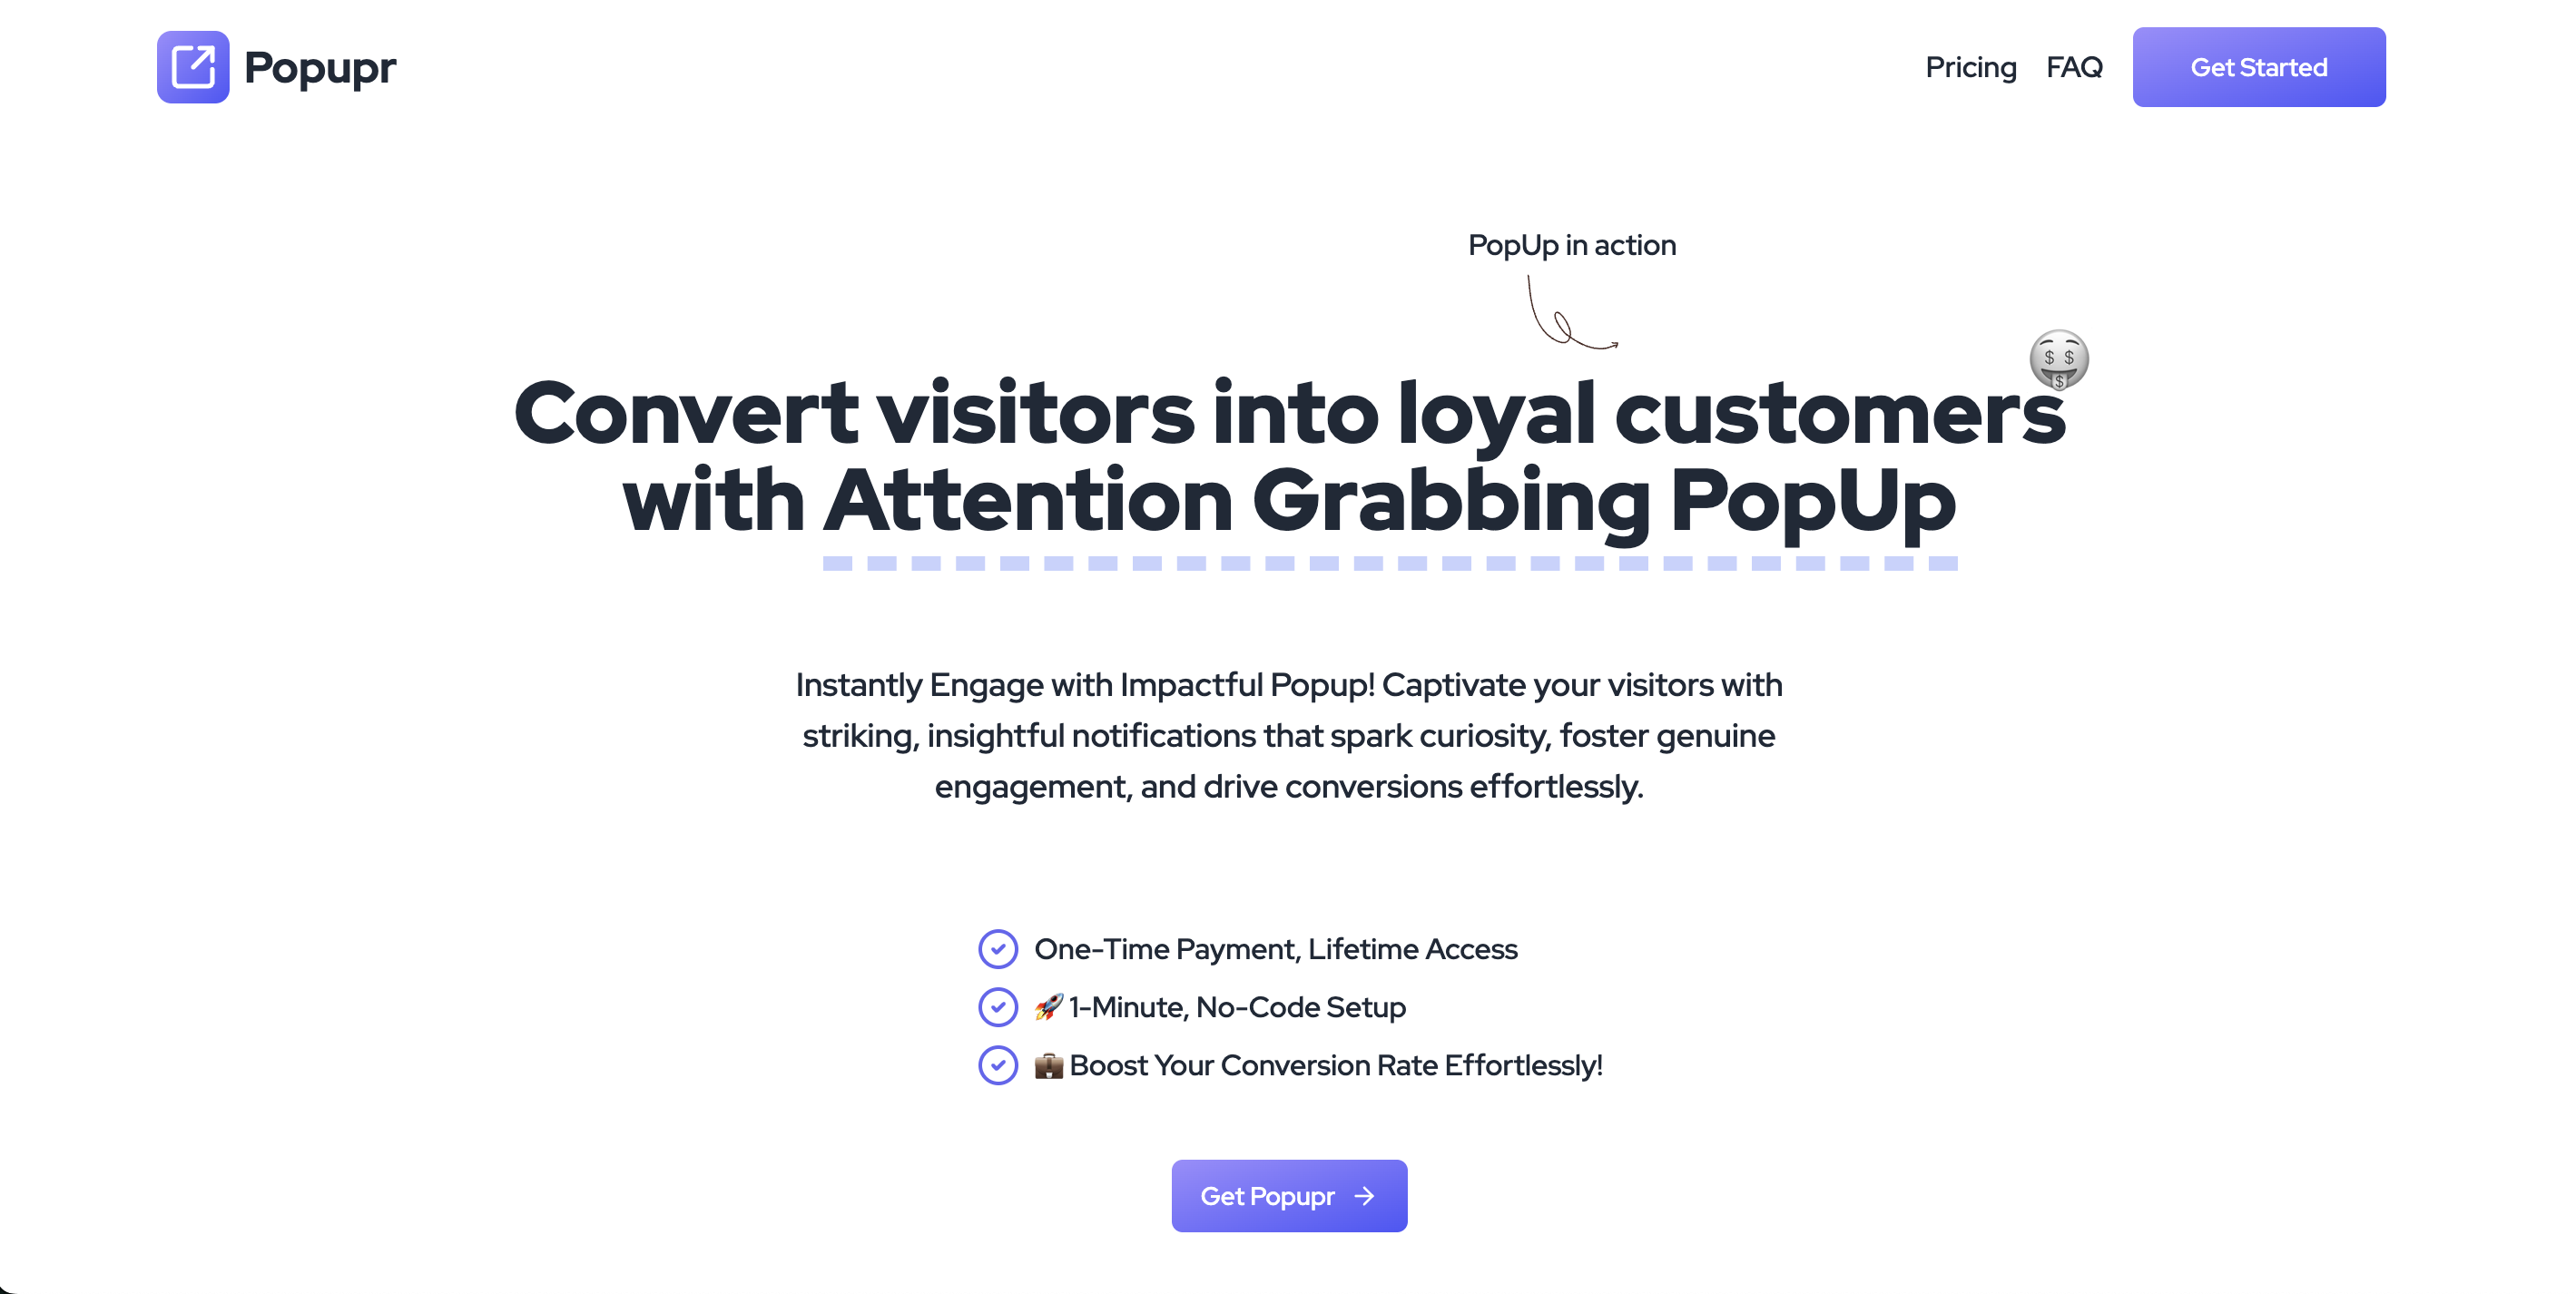 Popupr
Pricing FAQ Get Started
PopUp in action
Convert visitors into loyal customers
with Attention Grabbing PopUp
Instantly Engage with Impactful Popup! Captivate your visitors with
striking, insightful notifications that spark curiosity, foster genuine
engagement, and drive conversions effortlessly.
One-Time Payment, Lifetime Access
🚀 1-Minute, No-Code Setup
💼 Boost Your Conversion Rate Effortlessly!
Get Popupr →